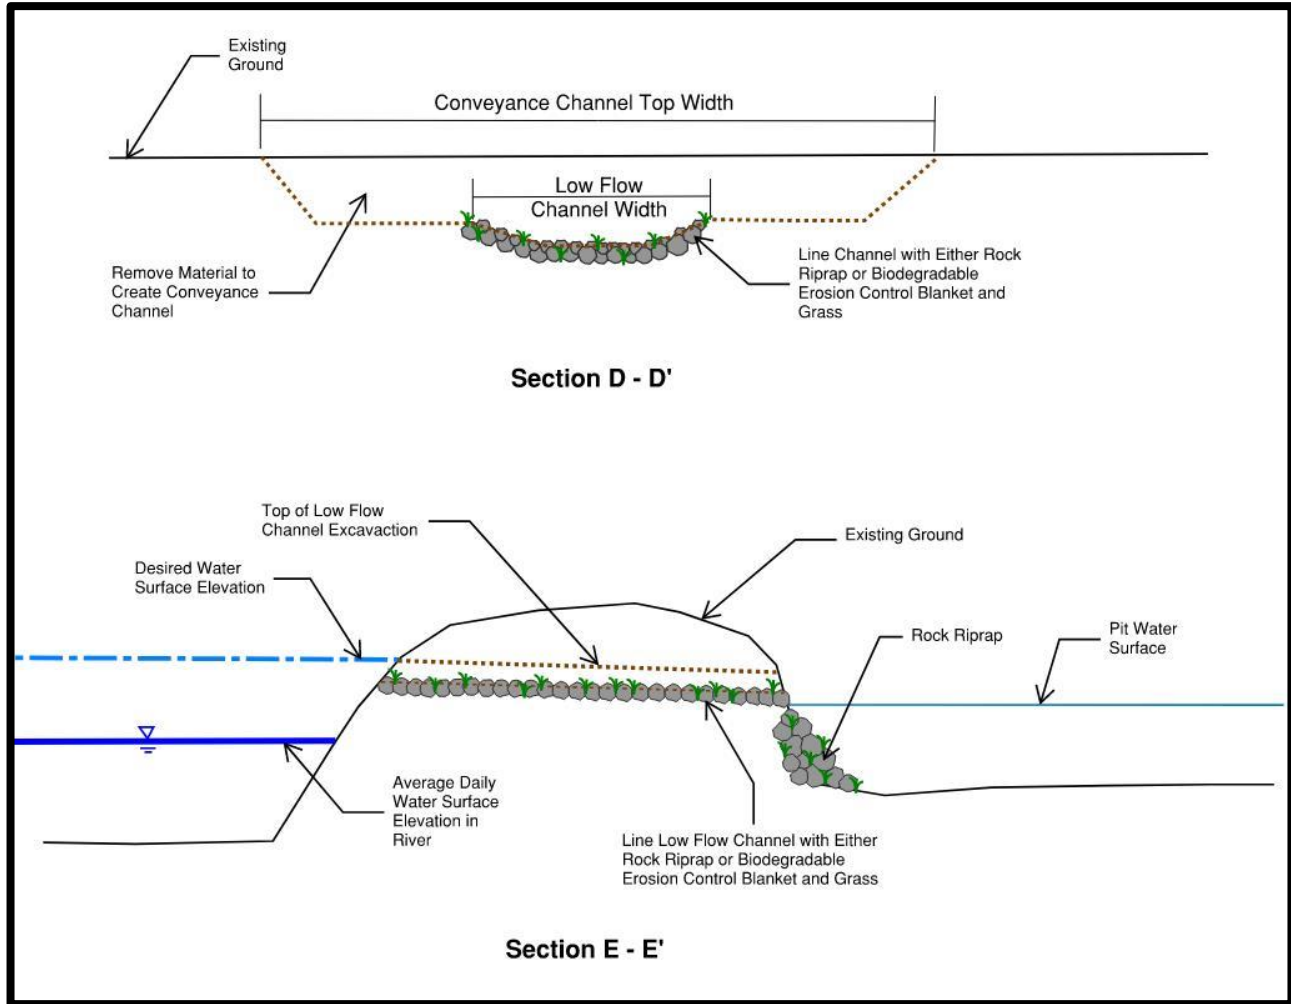 Existing
Ground
Conveyance Channel Top Width
Low Flow
Channel Width
Remove Material to
Create Conveyance
Channel
Line Channel with Either Rock
Riprap or Biodegradable
Erosion Control Blanket and
Grass
Section D - D'
Top of Low Flow
Channel Excavaction
Existing Ground
Desired Water
Surface Elevation
Rock Riprap
Pit Water
Surface
Average Daily
Water Surface
Elevation in
River
Line Low Flow Channel with Either
Rock Riprap or Biodegradable
Erosion Control Blanket and Grass
Section E - E'